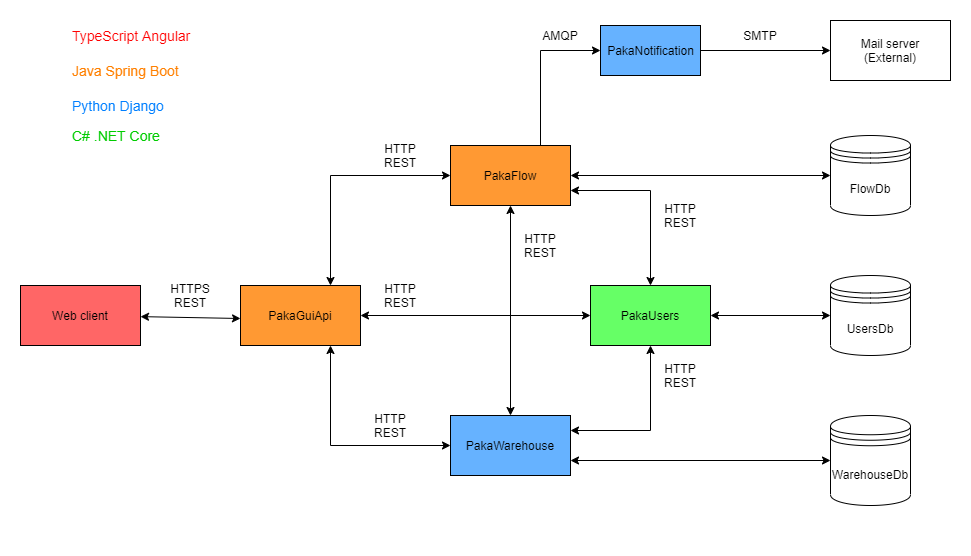 TypeScript Angular
Java Spring Boot
Python Django
C# .NET Core
AMQP
PakaNotification
SMTP
Mail server
(External)
HTTP
REST
PakaFlow
FlowDb
HTTP
REST
HTTP
REST
Web client
HTTPS
REST
PakaGuiApi
HTTP
REST
PakaUsers
UsersDb
HTTP
REST
HTTP
REST
PakaWarehouse
WarehouseDb